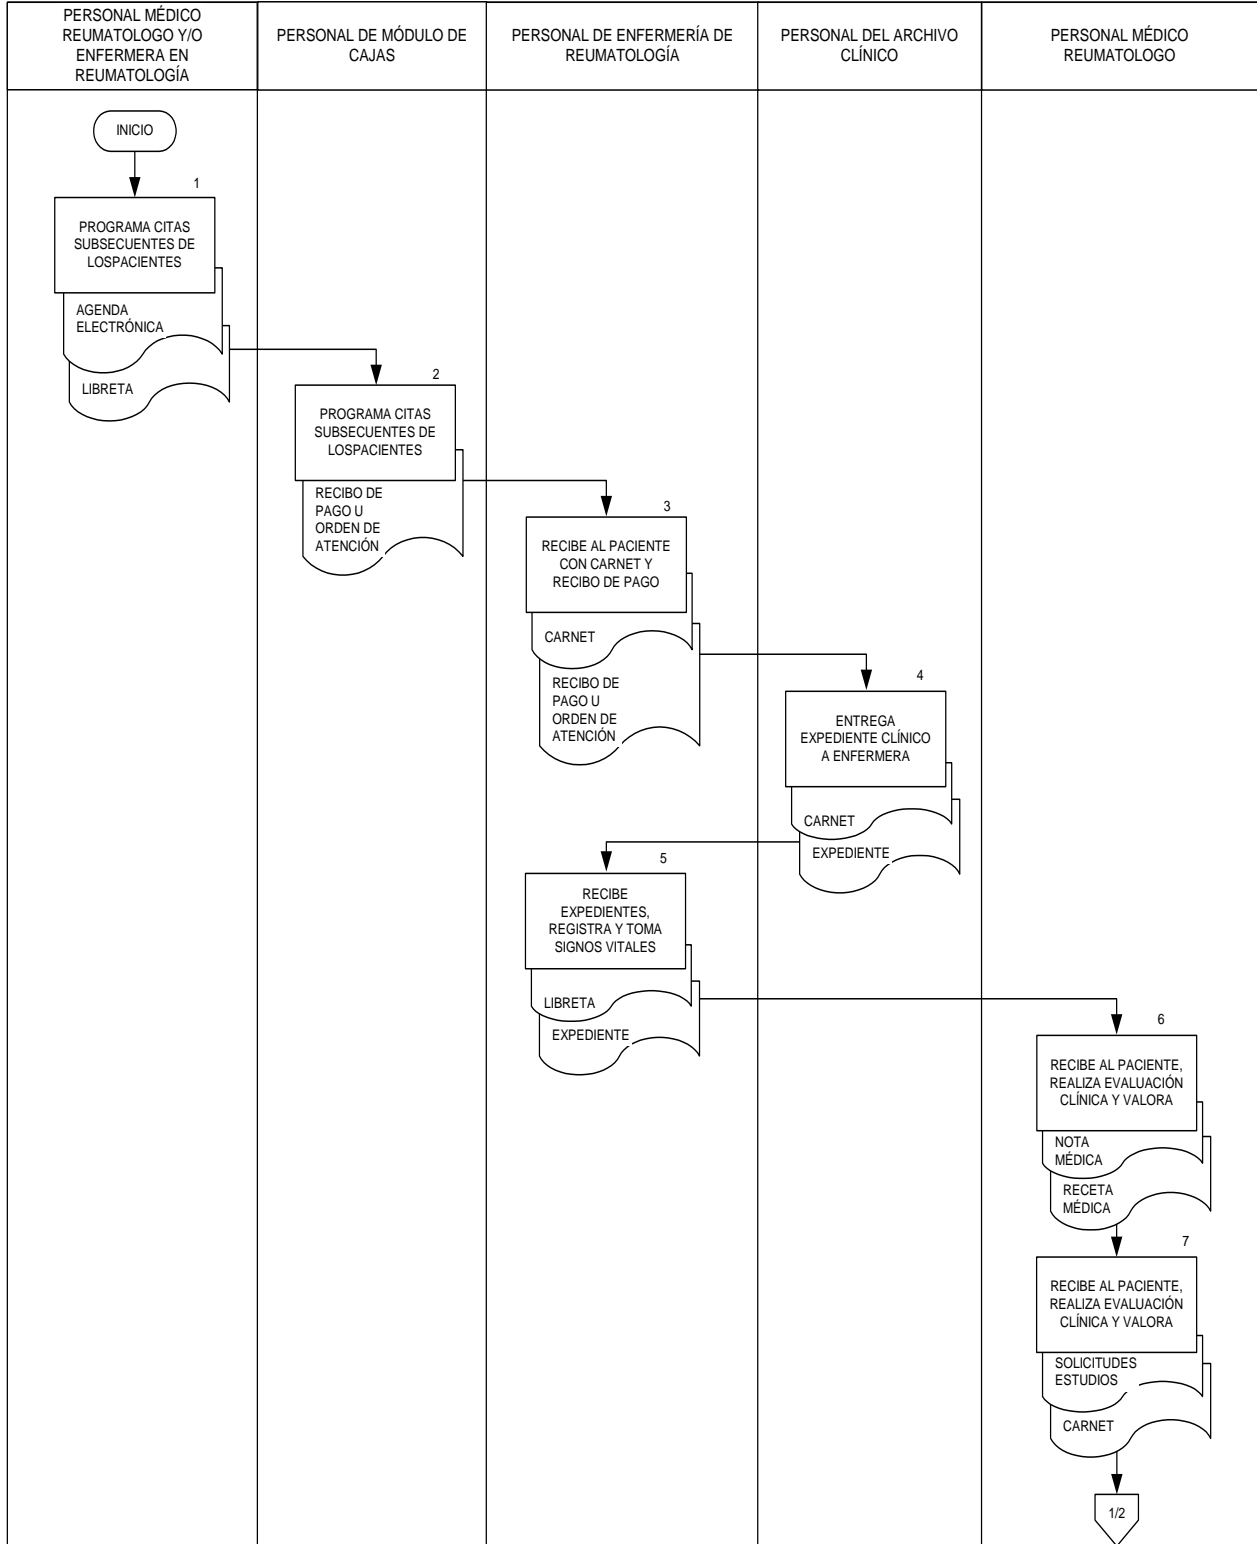 PERSONAL MÉDICO
REUMATOLOGO Y/O
ENFERMERA EN
REUMATOLOGÍA
PERSONAL DE MÓDULO DE
CAJAS
PERSONAL DE ENFERMERÍA DE
REUMATOLOGÍA
PERSONAL DEL ARCHIVO
CLÍNICO
PERSONAL MÉDICO
REUMATOLOGO
INICIO
1
PROGRAMA CITAS
SUBSECUENTES DE
LOSPACIENTES
AGENDA
ELECTRÓNICA
LIBRETA
2
PROGRAMA CITAS
SUBSECUENTES DE
LOSPACIENTES
RECIBO DE
PAGO U
ORDEN DE
ATENCIÓN
3
RECIBE AL PACIENTE
CON CARNET Y
RECIBO DE PAGO
CARNET
RECIBO DE
PAGO U
ORDEN DE
ATENCIÓN
4
ENTREGA
EXPEDIENTE CLÍNICO
A ENFERMERA
CARNET
EXPEDIENTE
5
RECIBE
EXPEDIENTES,
REGISTRA Y TOMA
SIGNOS VITALES
LIBRETA
EXPEDIENTE
6
RECIBE AL PACIENTE,
REALIZA EVALUACIÓN
CLÍNICA Y VALORA
NOTA
MÉDICA
RECETA
MÉDICA
7
RECIBE AL PACIENTE,
REALIZA EVALUACIÓN
CLÍNICA Y VALORA
SOLICITUDES
ESTUDIOS
CARNET
1/2